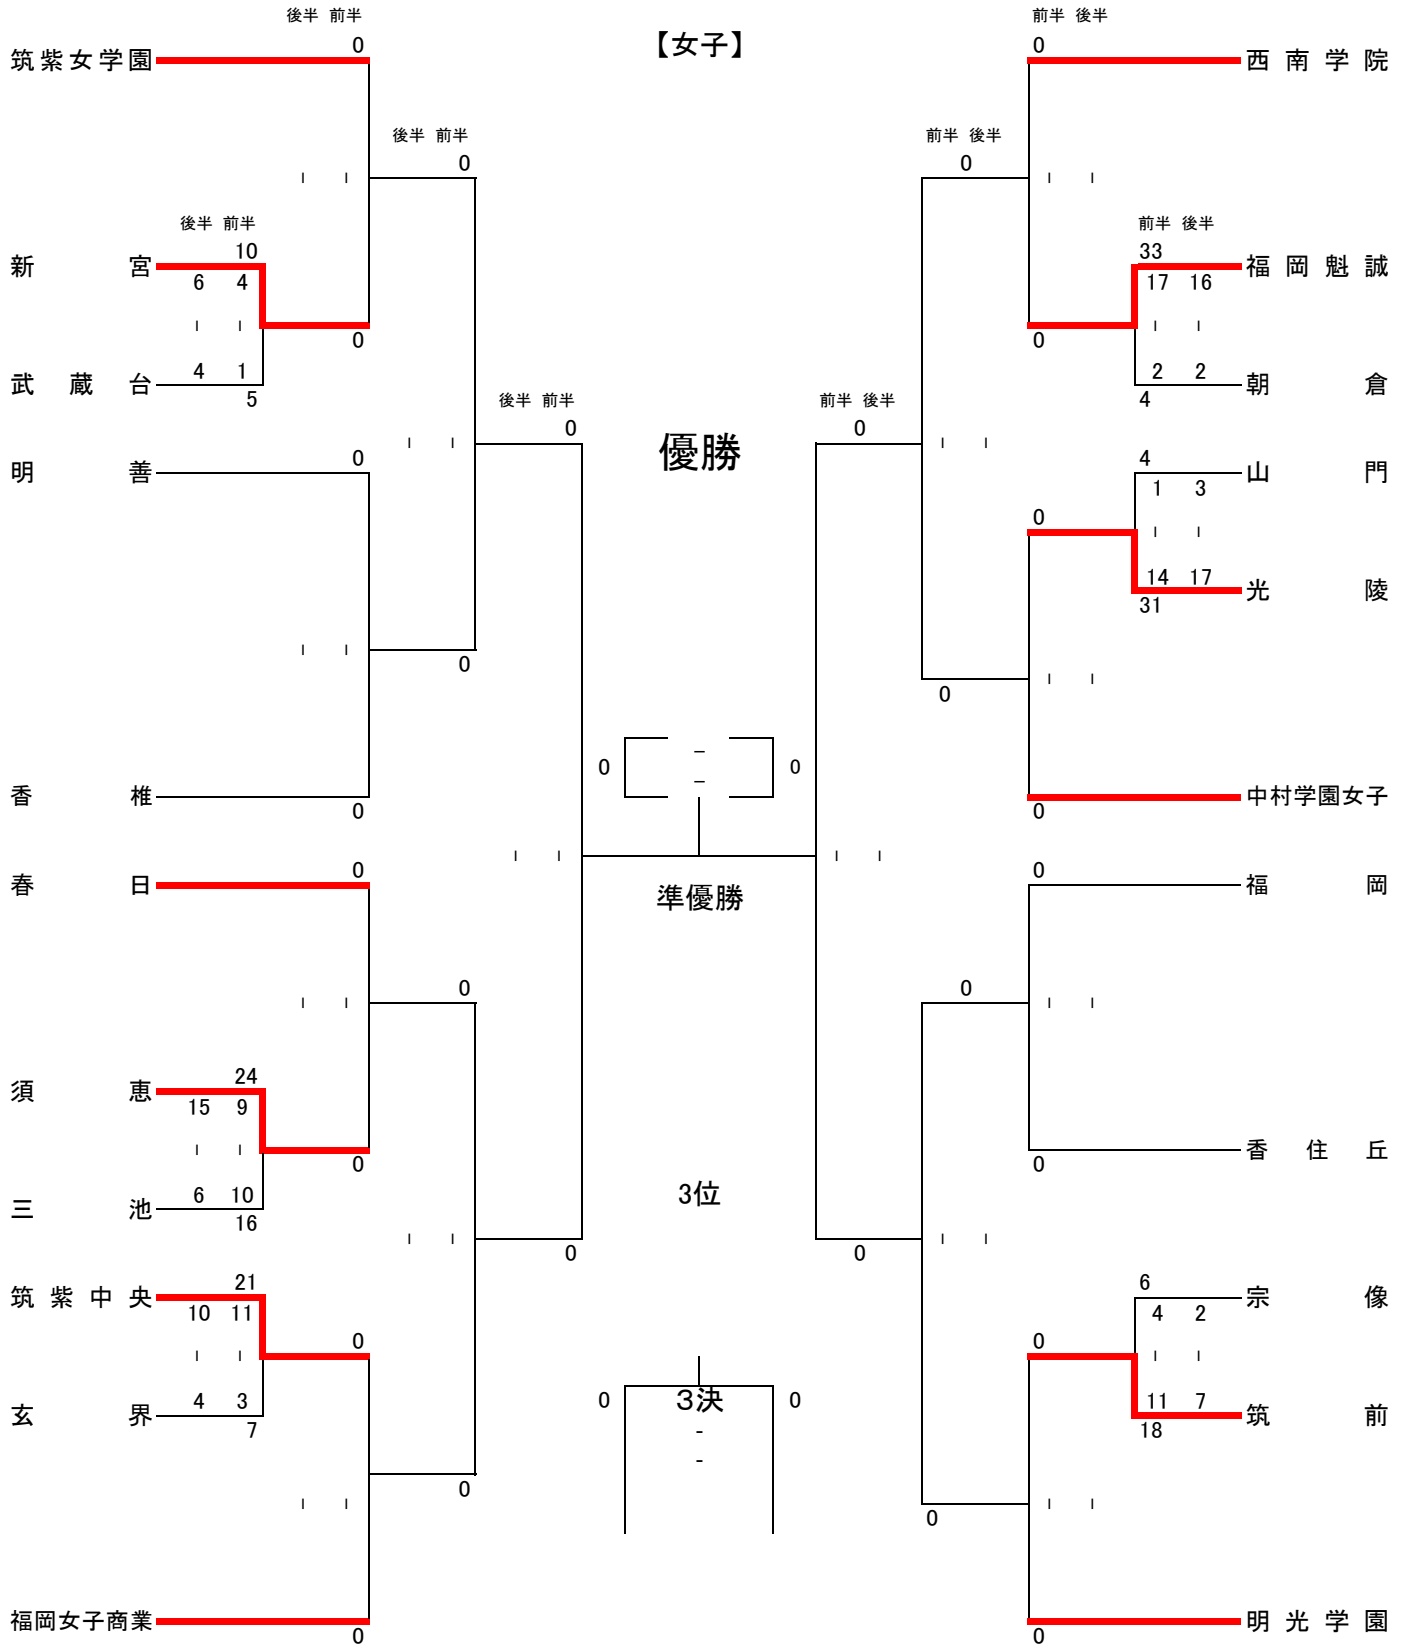 【女子】
後半 前半
0
筑紫女学園
後半 前半
0
後半 前半
10
新宮
6 4
0
4 1
武蔵台
5
後半 前半
0
0
明善
0
香椎
0
0
春日
0
24
須恵
15 9
0
6 10
三池
16
0
21
筑紫中央
10 11
0
4 3
玄界
7
0
福岡女子商業
0
優勝
0 － 0
－
準優勝
3位
0 3決 0
-
-
前半 後半
0
西南学院
前半 後半
0
前半 後半
33
福岡魁誠
17 16
0
2 2
朝倉
4
前半 後半
0
4
山門
1 3
0
14 17
光陵
31
0
中村学園女子
0
0
福岡
0
香住丘
0
0
6
宗像
4 2
0
11 7
筑前
18
0
明光学園
0